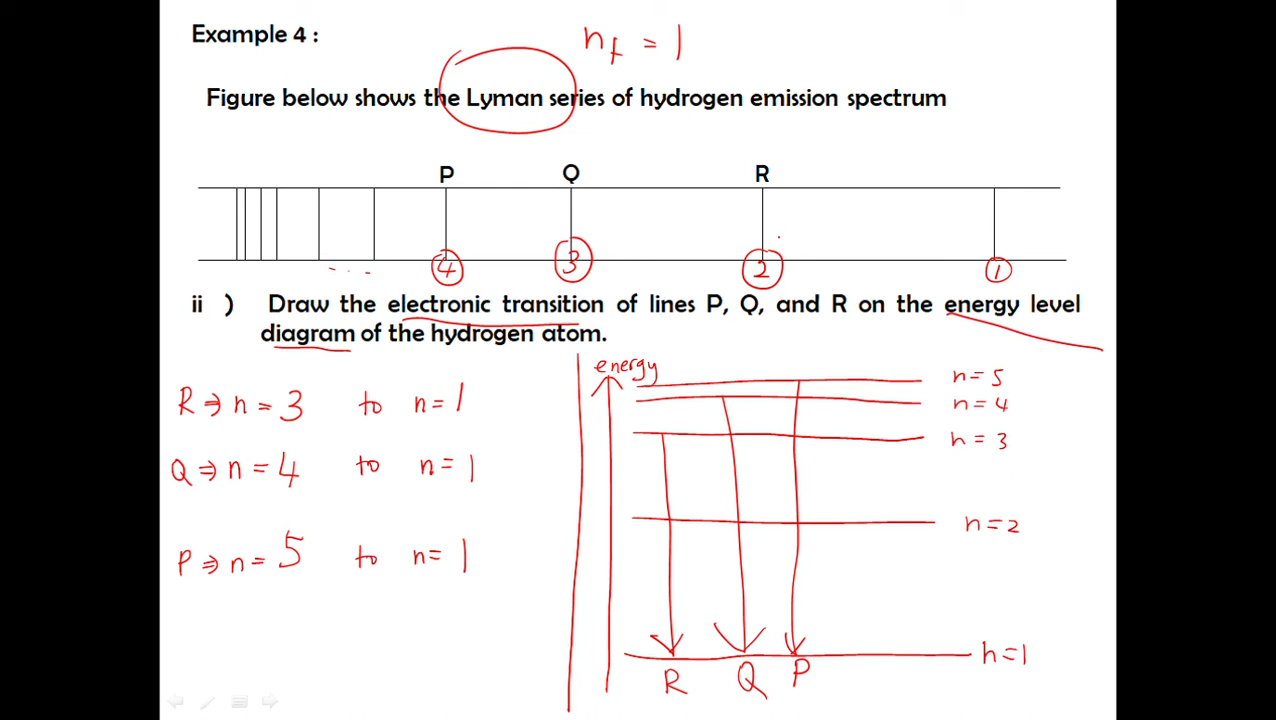 Example 4 :
n_f = 1
Figure below shows the Lyman series of hydrogen emission spectrum
P Q R
4 3 2 1
ii ) Draw the electronic transition of lines P, Q, and R on the energy level
diagram of the hydrogen atom.
energy
R ⇒ n = 3 to n = 1
Q ⇒ n = 4 to n = 1
P ⇒ n = 5 to n = 1
n = 5
n = 4
n = 3
n = 2
n = 1
R Q P